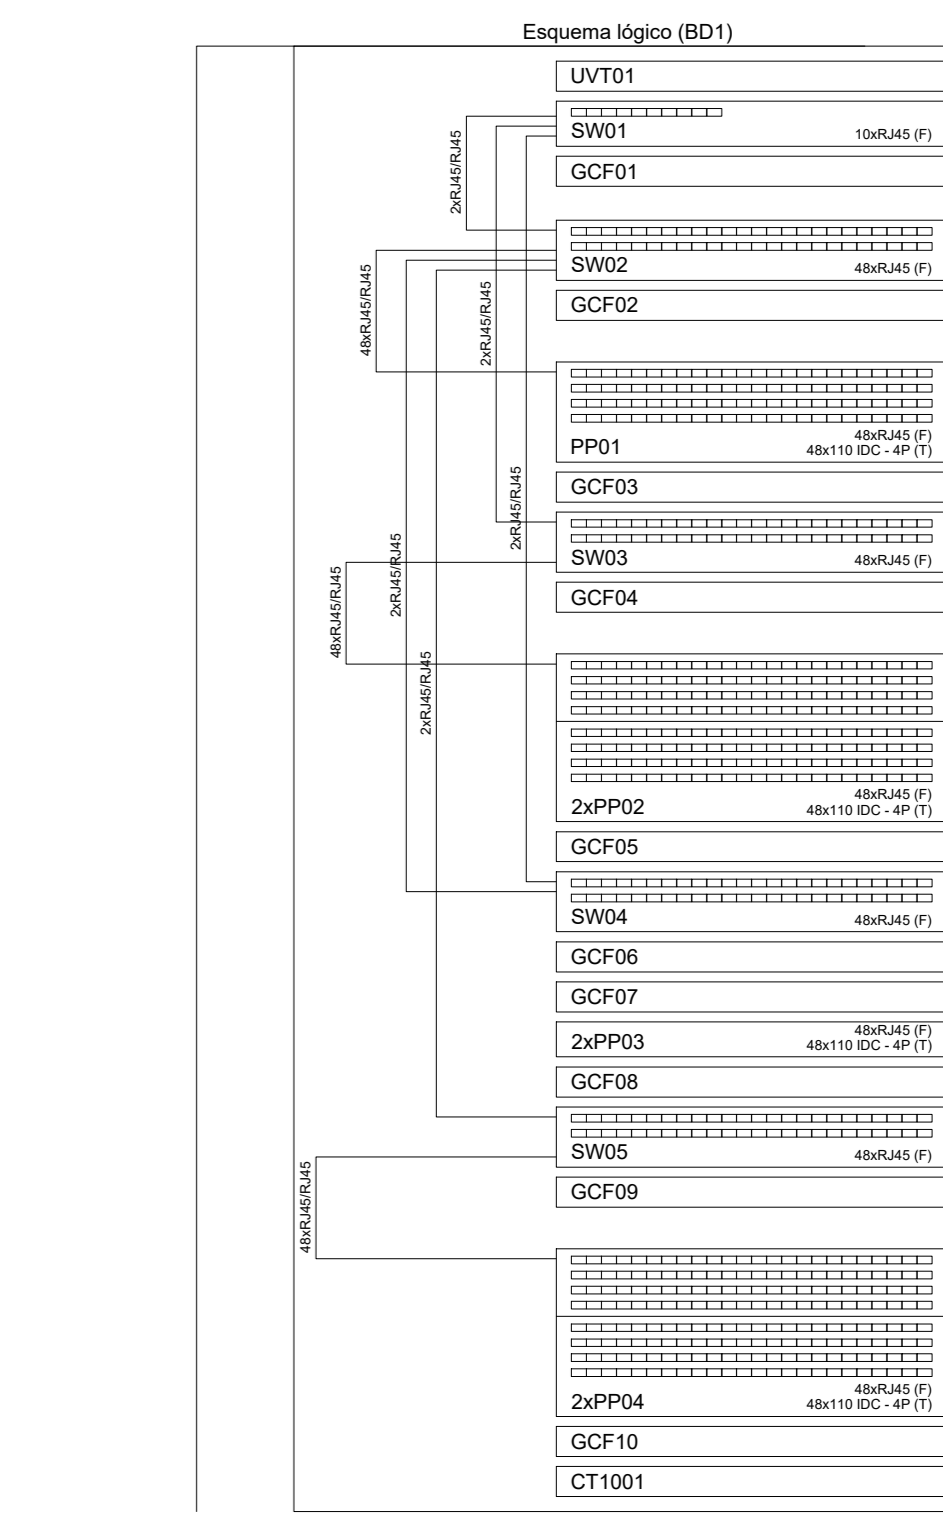 Esquema lógico (BD1)
UVT01
SW01
10xRJ45 (F)
GCF01
2xRJ45/RJ45
SW02
48xRJ45 (F)
GCF02
48xRJ45/RJ45
2xRJ45/RJ45
PP01
48xRJ45 (F)
48x110 IDC - 4P (T)
GCF03
2xRJ45/RJ45
SW03
48xRJ45 (F)
GCF04
2xRJ45/RJ45
48xRJ45/RJ45
2xRJ45/RJ45
2xPP02
48xRJ45 (F)
48x110 IDC - 4P (T)
GCF05
SW04
48xRJ45 (F)
GCF06
GCF07
2xPP03
48xRJ45 (F)
48x110 IDC - 4P (T)
GCF08
SW05
48xRJ45 (F)
GCF09
48xRJ45/RJ45
2xPP04
48xRJ45 (F)
48x110 IDC - 4P (T)
GCF10
CT1001